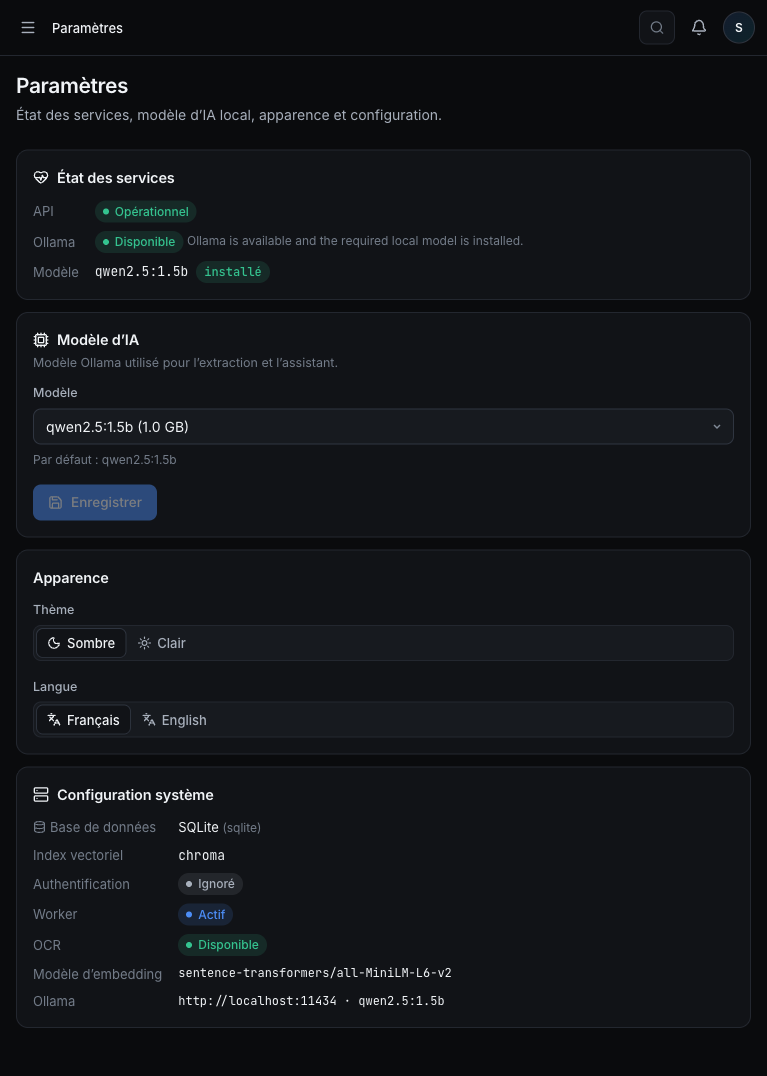 Paramètres
S
Paramètres
État des services, modèle d’IA local, apparence et configuration.
État des services
API Opérationnel
Ollama Disponible Ollama is available and the required local model is installed.
Modèle qwen2.5:1.5b installé
Modèle d’IA
Modèle Ollama utilisé pour l’extraction et l’assistant.
Modèle
qwen2.5:1.5b (1.0 GB)
Par défaut : qwen2.5:1.5b
Enregistrer
Apparence
Thème
Sombre Clair
Langue
Français English
Configuration système
Base de données SQLite (sqlite)
Index vectoriel chroma
Authentification Ignoré
Worker Actif
OCR Disponible
Modèle d’embedding sentence-transformers/all-MiniLM-L6-v2
Ollama http://localhost:11434 · qwen2.5:1.5b